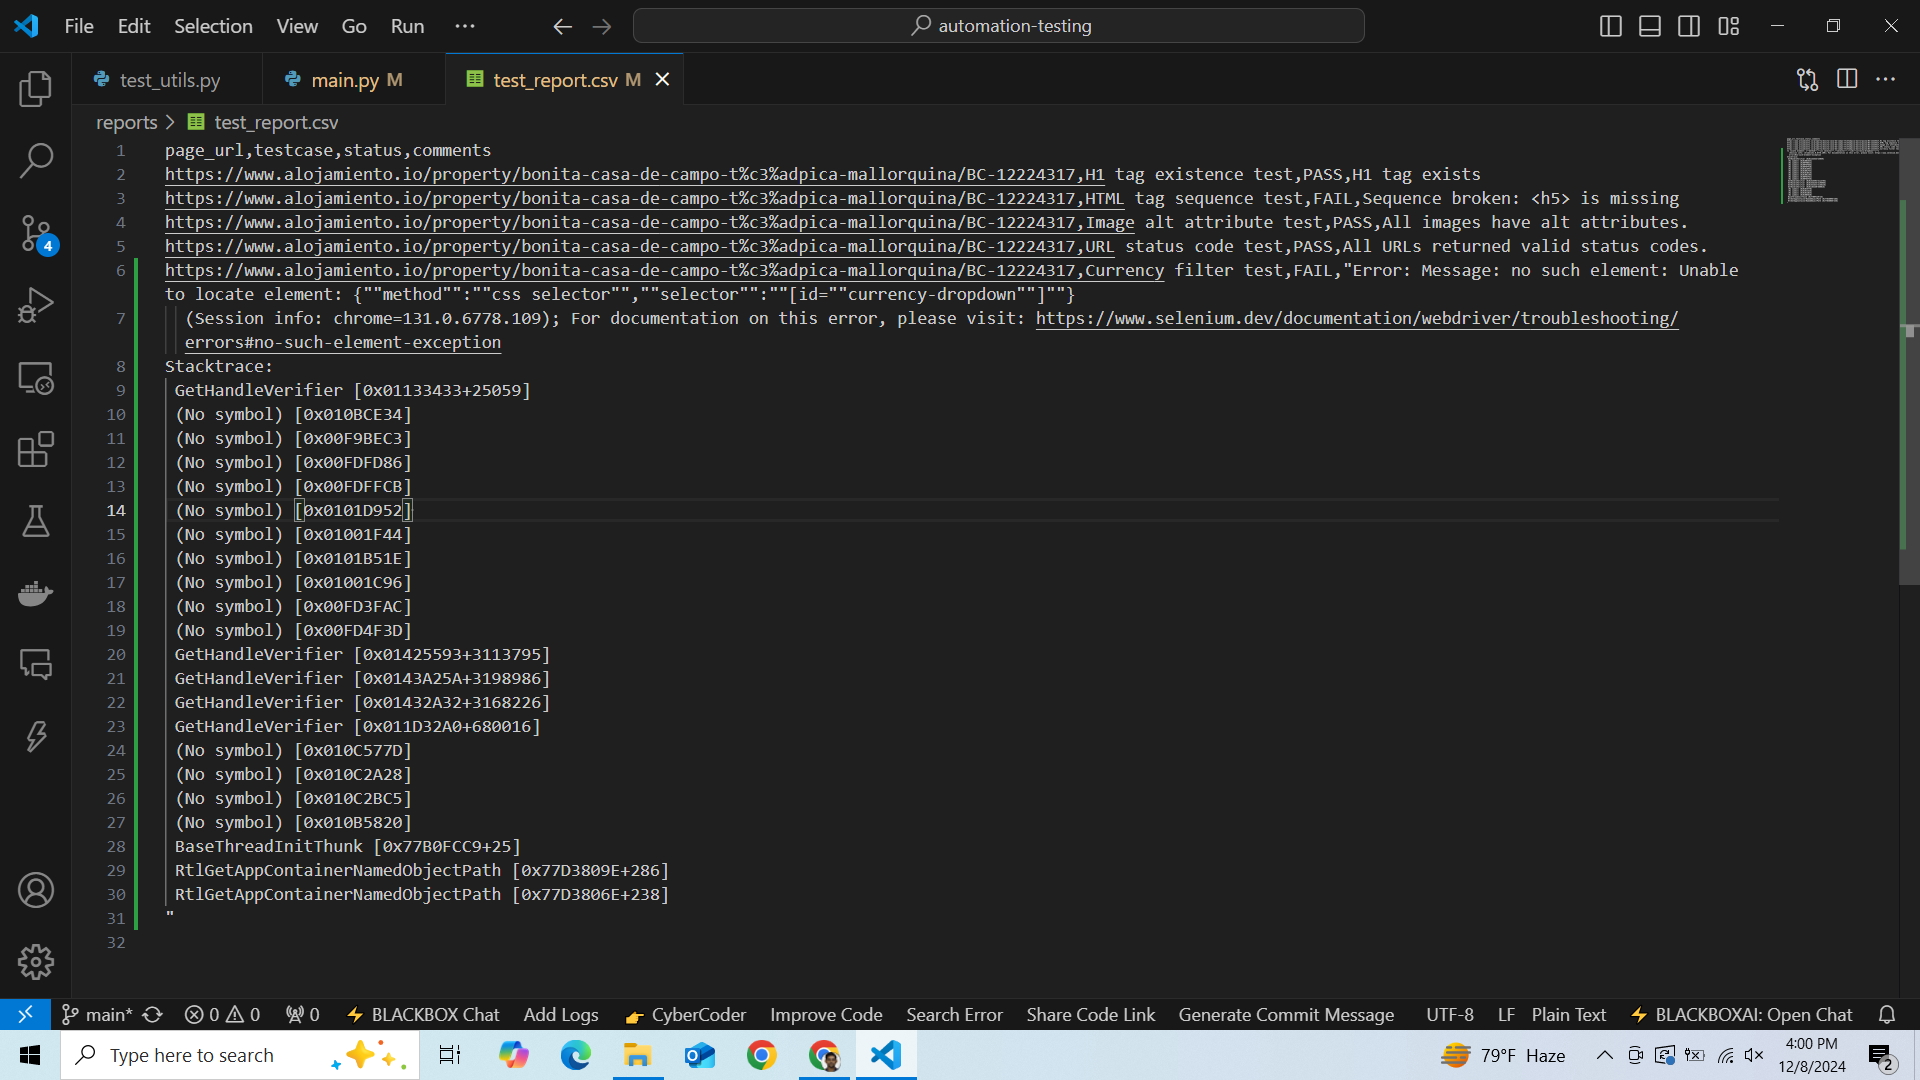 File Edit Selection View Go Run ··· automation-testing
test_utils.py main.py M test_report.csv M
reports > test_report.csv
1 page_url,testcase,status,comments
2 https://www.alojamiento.io/property/bonita-casa-de-campo-t%c3%adpica-mallorquina/BC-12224317,H1 tag existence test,PASS,H1 tag exists
3 https://www.alojamiento.io/property/bonita-casa-de-campo-t%c3%adpica-mallorquina/BC-12224317,HTML tag sequence test,FAIL,Sequence broken: <h5> is missing
4 https://www.alojamiento.io/property/bonita-casa-de-campo-t%c3%adpica-mallorquina/BC-12224317,Image alt attribute test,PASS,All images have alt attributes.
5 https://www.alojamiento.io/property/bonita-casa-de-campo-t%c3%adpica-mallorquina/BC-12224317,URL status code test,PASS,All URLs returned valid status codes.
6 https://www.alojamiento.io/property/bonita-casa-de-campo-t%c3%adpica-mallorquina/BC-12224317,Currency filter test,FAIL,"Error: Message: no such element: Unable
to locate element: {""method"":""css selector"",""selector"":""[id=""currency-dropdown""]""}
7 (Session info: chrome=131.0.6778.109); For documentation on this error, please visit: https://www.selenium.dev/documentation/webdriver/troubleshooting/
errors#no-such-element-exception
8 Stacktrace:
9 GetHandleVerifier [0x01133433+25059]
10 (No symbol) [0x010BCE34]
11 (No symbol) [0x00F9BEC3]
12 (No symbol) [0x00FDFD86]
13 (No symbol) [0x00FDFFCB]
14 (No symbol) [0x0101D952]
15 (No symbol) [0x01001F44]
16 (No symbol) [0x0101B51E]
17 (No symbol) [0x01001C96]
18 (No symbol) [0x00FD3FAC]
19 (No symbol) [0x00FD4F3D]
20 GetHandleVerifier [0x01425593+3113795]
21 GetHandleVerifier [0x0143A25A+3198986]
22 GetHandleVerifier [0x01432A32+3168226]
23 GetHandleVerifier [0x011D32A0+680016]
24 (No symbol) [0x010C577D]
25 (No symbol) [0x010C2A28]
26 (No symbol) [0x010C2BC5]
27 (No symbol) [0x010B5820]
28 BaseThreadInitThunk [0x77B0FCC9+25]
29 RtlGetAppContainerNamedObjectPath [0x77D3809E+286]
30 RtlGetAppContainerNamedObjectPath [0x77D3806E+238]
31 "
32
4
main* 0 0 0 BLACKBOX Chat Add Logs CyberCoder Improve Code Search Error Share Code Link Generate Commit Message UTF-8 LF Plain Text BLACKBOXAI: Open Chat
Type here to search 79°F Haze 4:00 PM
12/8/2024 2